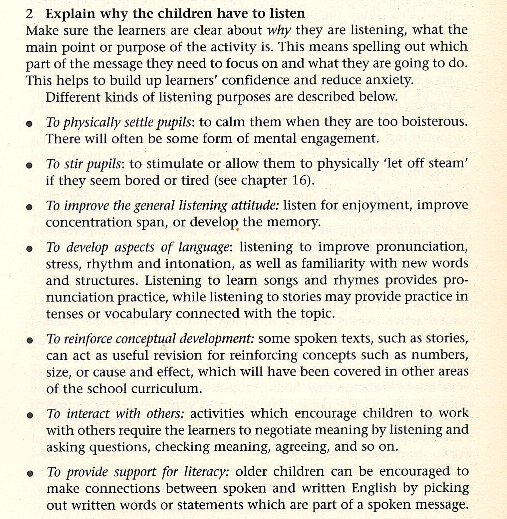 2 Explain why the children have to listen
Make sure the learners are clear about why they are listening, what the
main point or purpose of the activity is. This means spelling out which
part of the message they need to focus on and what they are going to do.
This helps to build up learners' confidence and reduce anxiety.
Different kinds of listening purposes are described below.
• To physically settle pupils: to calm them when they are too boisterous.
There will often be some form of mental engagement.
• To stir pupils: to stimulate or allow them to physically 'let off steam'
if they seem bored or tired (see chapter 16).
• To improve the general listening attitude: listen for enjoyment, improve
concentration span, or develop the memory.
• To develop aspects of language: listening to improve pronunciation,
stress, rhythm and intonation, as well as familiarity with new words
and structures. Listening to learn songs and rhymes provides pro-
nunciation practice, while listening to stories may provide practice in
tenses or vocabulary connected with the topic.
• To reinforce conceptual development: some spoken texts, such as stories,
can act as useful revision for reinforcing concepts such as numbers,
size, or cause and effect, which will have been covered in other areas
of the school curriculum.
• To interact with others: activities which encourage children to work
with others require the learners to negotiate meaning by listening and
asking questions, checking meaning, agreeing, and so on.
• To provide support for literacy: older children can be encouraged to
make connections between spoken and written English by picking
out written words or statements which are part of a spoken message.